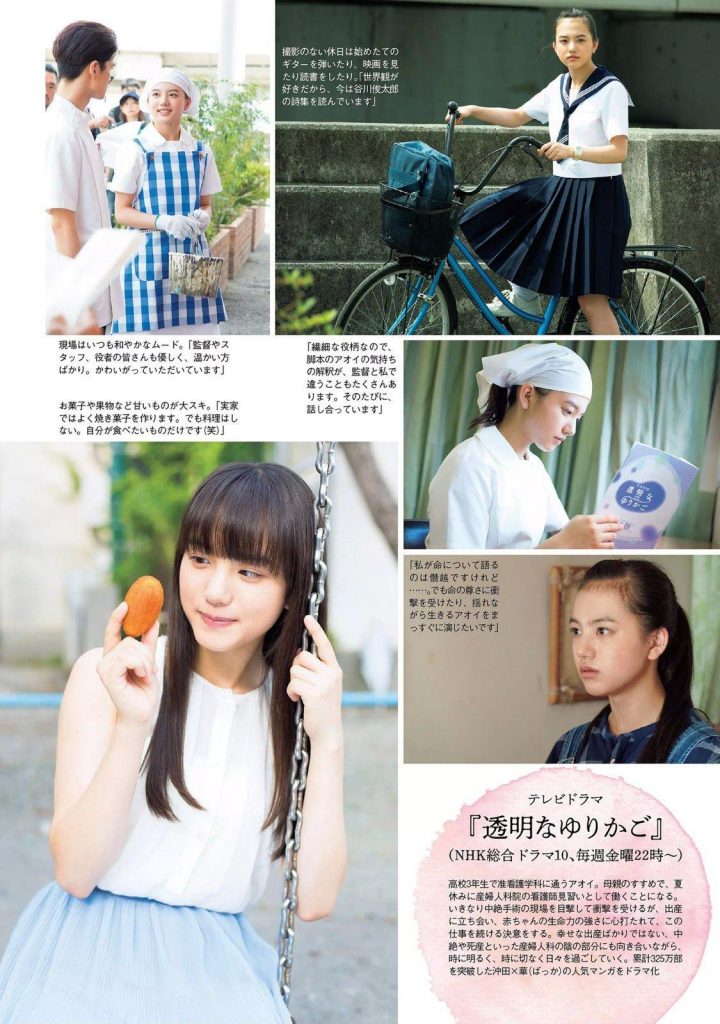 撮影のない休日は始めたての
ギターを弾いたり、映画を見
たり読書をしたり。「世界観が
好きだから、今は谷川俊太郎
の詩集を読んでいます」
現場はいつも和やかなムード。「監督やス
タッフ、役者の皆さんも優しく、温かい方
ばかり。かわいがっていただいています」
お菓子や果物など甘いものが大スキ。「実家
ではよく焼き菓子を作ります。でも料理はし
ない。自分が食べたいものだけです(笑)」
「繊細な役柄なので、
脚本のアオイの気持ち
の解釈が、監督と私で
違うこともたくさんあ
ります。そのたびに、
話し合っています」
透明な
ゆりかご
「私が命について語る
のは僭越ですけれど
……。でも命の尊さに衝
撃を受けたり、揺れな
がら生きるアオイをま
っすぐに演じたいです」
テレビドラマ
『透明なゆりかご』
(NHK総合 ドラマ10、毎週金曜22時〜)
高校3年生で准看護学科に通うアオイ。母親のすすめで、夏
休みに産婦人科院の看護師見習いとして働くことになる。
いきなり中絶手術の現場を目撃して衝撃を受けるが、出産
に立ち会い、赤ちゃんの生命力の強さに心打たれて、この
仕事を続ける決意をする。幸せな出産ばかりではない、中
絶や死産といった産婦人科の陰の部分にも向き合いながら、
時に明るく、時に切なく日々を過ごしていく。累計325万部
を突破した沖田×華(ばっか)の人気マンガをドラマ化